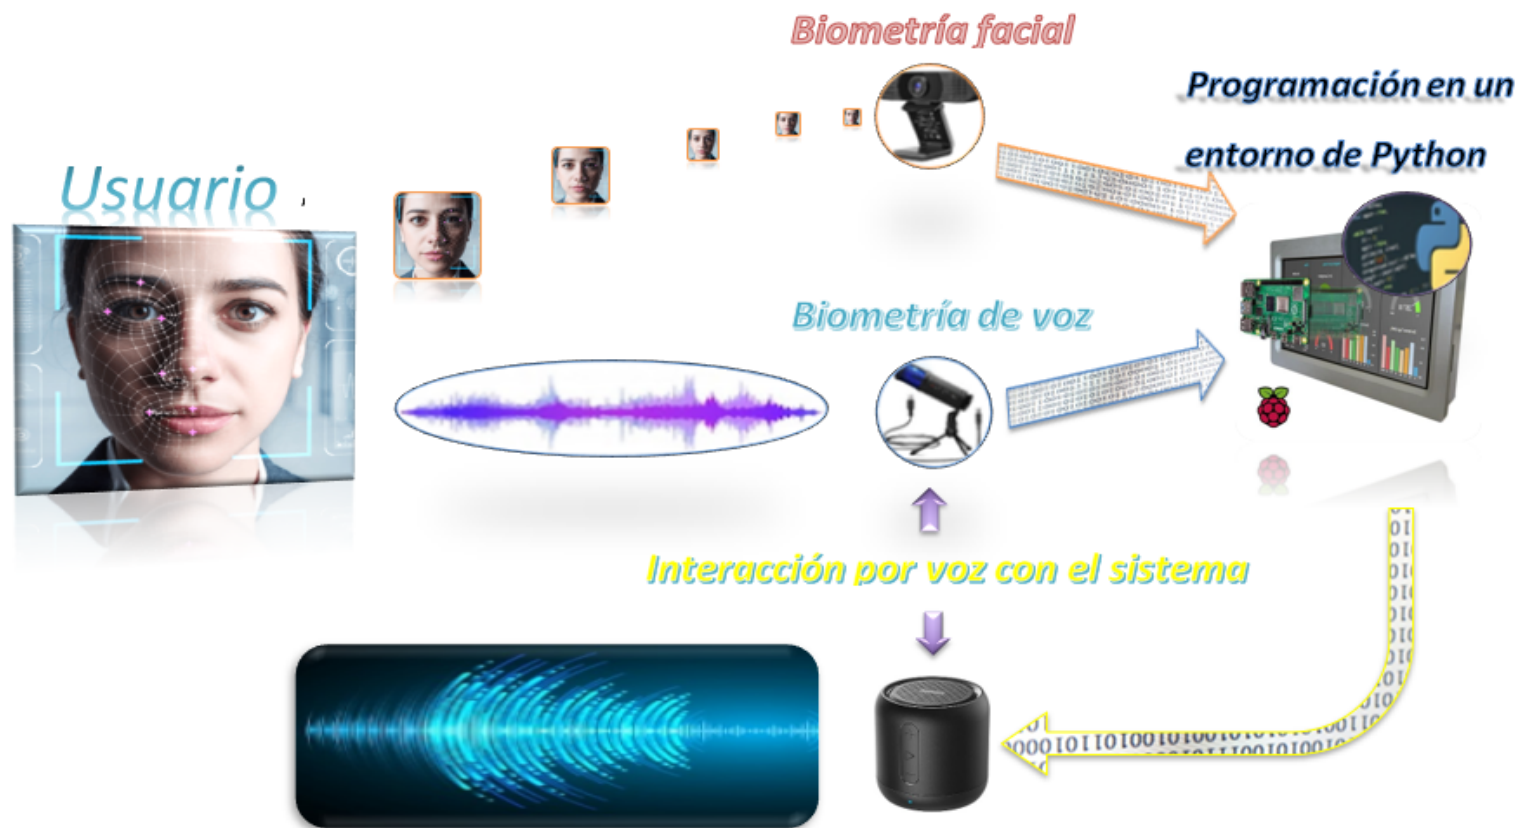 Biometría facial
Programación en un
entorno de Python
Usuario ,
Biometría de voz
Interacción por voz con el sistema